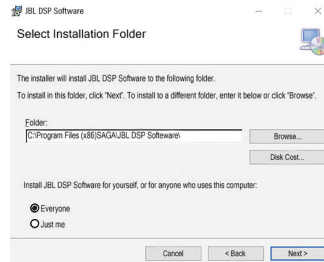 JBL DSP Software
Select Installation Folder
The installer will install JBL DSP Software to the following folder.
To install in this folder, click "Next". To install to a different folder, enter it below or click "Browse".
Folder:
C:\Program Files (x86)SAGA\JBL DSP Softeware\
Browse...
Disk Cost...
Install JBL DSP Software for yourself, or for anyone who uses this computer:
Everyone
Just me
Cancel
< Back
Next >